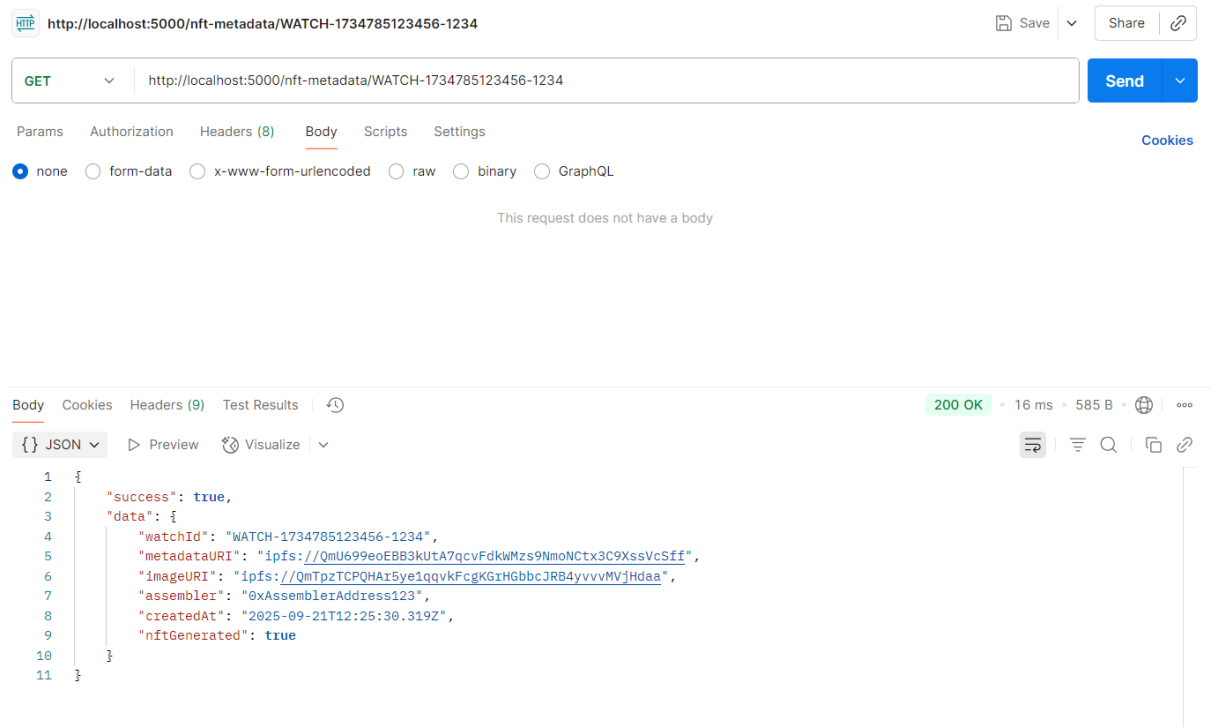 HTTP http://localhost:5000/nft-metadata/WATCH-1734785123456-1234 Save Share
GET http://localhost:5000/nft-metadata/WATCH-1734785123456-1234 Send
Params Authorization Headers (8) Body Scripts Settings Cookies
none form-data x-www-form-urlencoded raw binary GraphQL
This request does not have a body
Body Cookies Headers (9) Test Results 200 OK • 16 ms • 585 B •
{} JSON Preview Visualize
1 {
2 "success": true,
3 "data": {
4 "watchId": "WATCH-1734785123456-1234",
5 "metadataURI": "ipfs://QmU699eoEBB3kUtA7qcvFdkWMzs9NmoNCtx3C9XssVcSff",
6 "imageURI": "ipfs://QmTpzTCPQHAr5ye1qqvkFcgKGrHGbbcJRB4yvvvMVjHdaa",
7 "assembler": "0xAssemblerAddress123",
8 "createdAt": "2025-09-21T12:25:30.319Z",
9 "nftGenerated": true
10 }
11 }